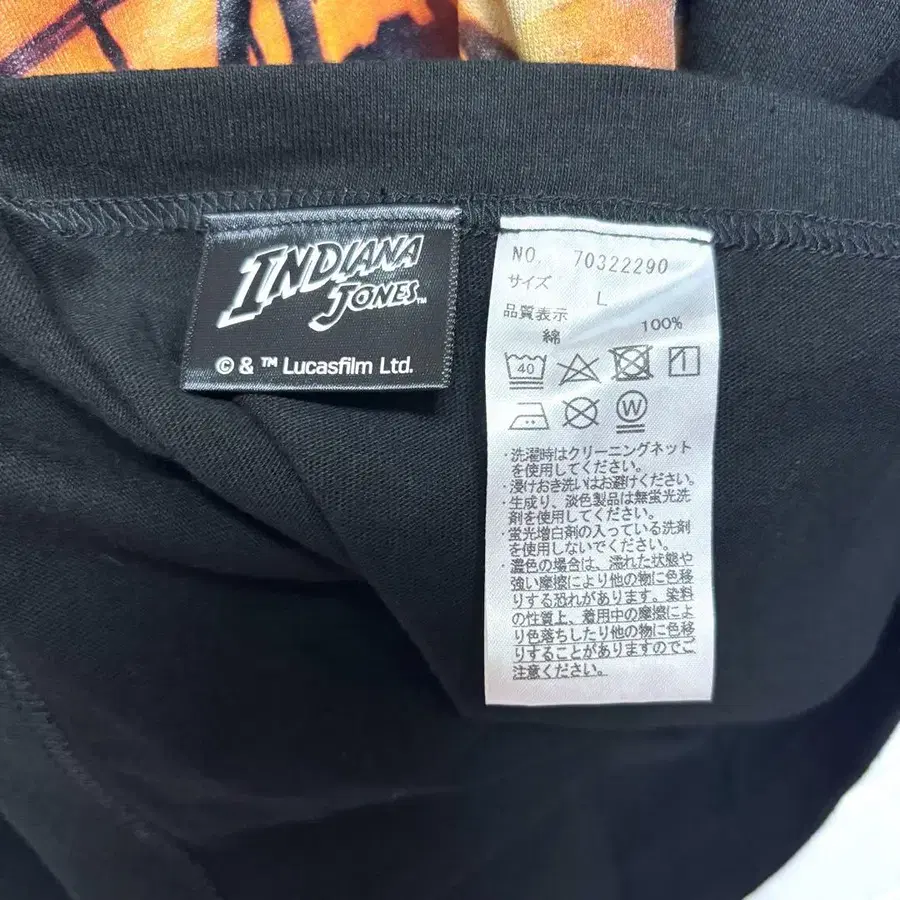 INDIANA
JONES™
© & ™ Lucasfilm Ltd.
NO. 70322290
サイズ
L
品質表示
綿 100%
40
W
・洗濯時はクリーニングネット
を使用してください。
・浸けおき洗いはお避けください。
・生成り、淡色製品は無蛍光洗
剤を使用してください。
・蛍光増白剤の入っている洗剤
を使用しないでください。
・濃色の場合は、濡れた状態や
強い摩擦により他の物に色移
りする恐れがあります。染料
の性質上、着用中の摩擦によ
り色落ちしたり他の物に色移
りすることがありますのでご
注意ください。